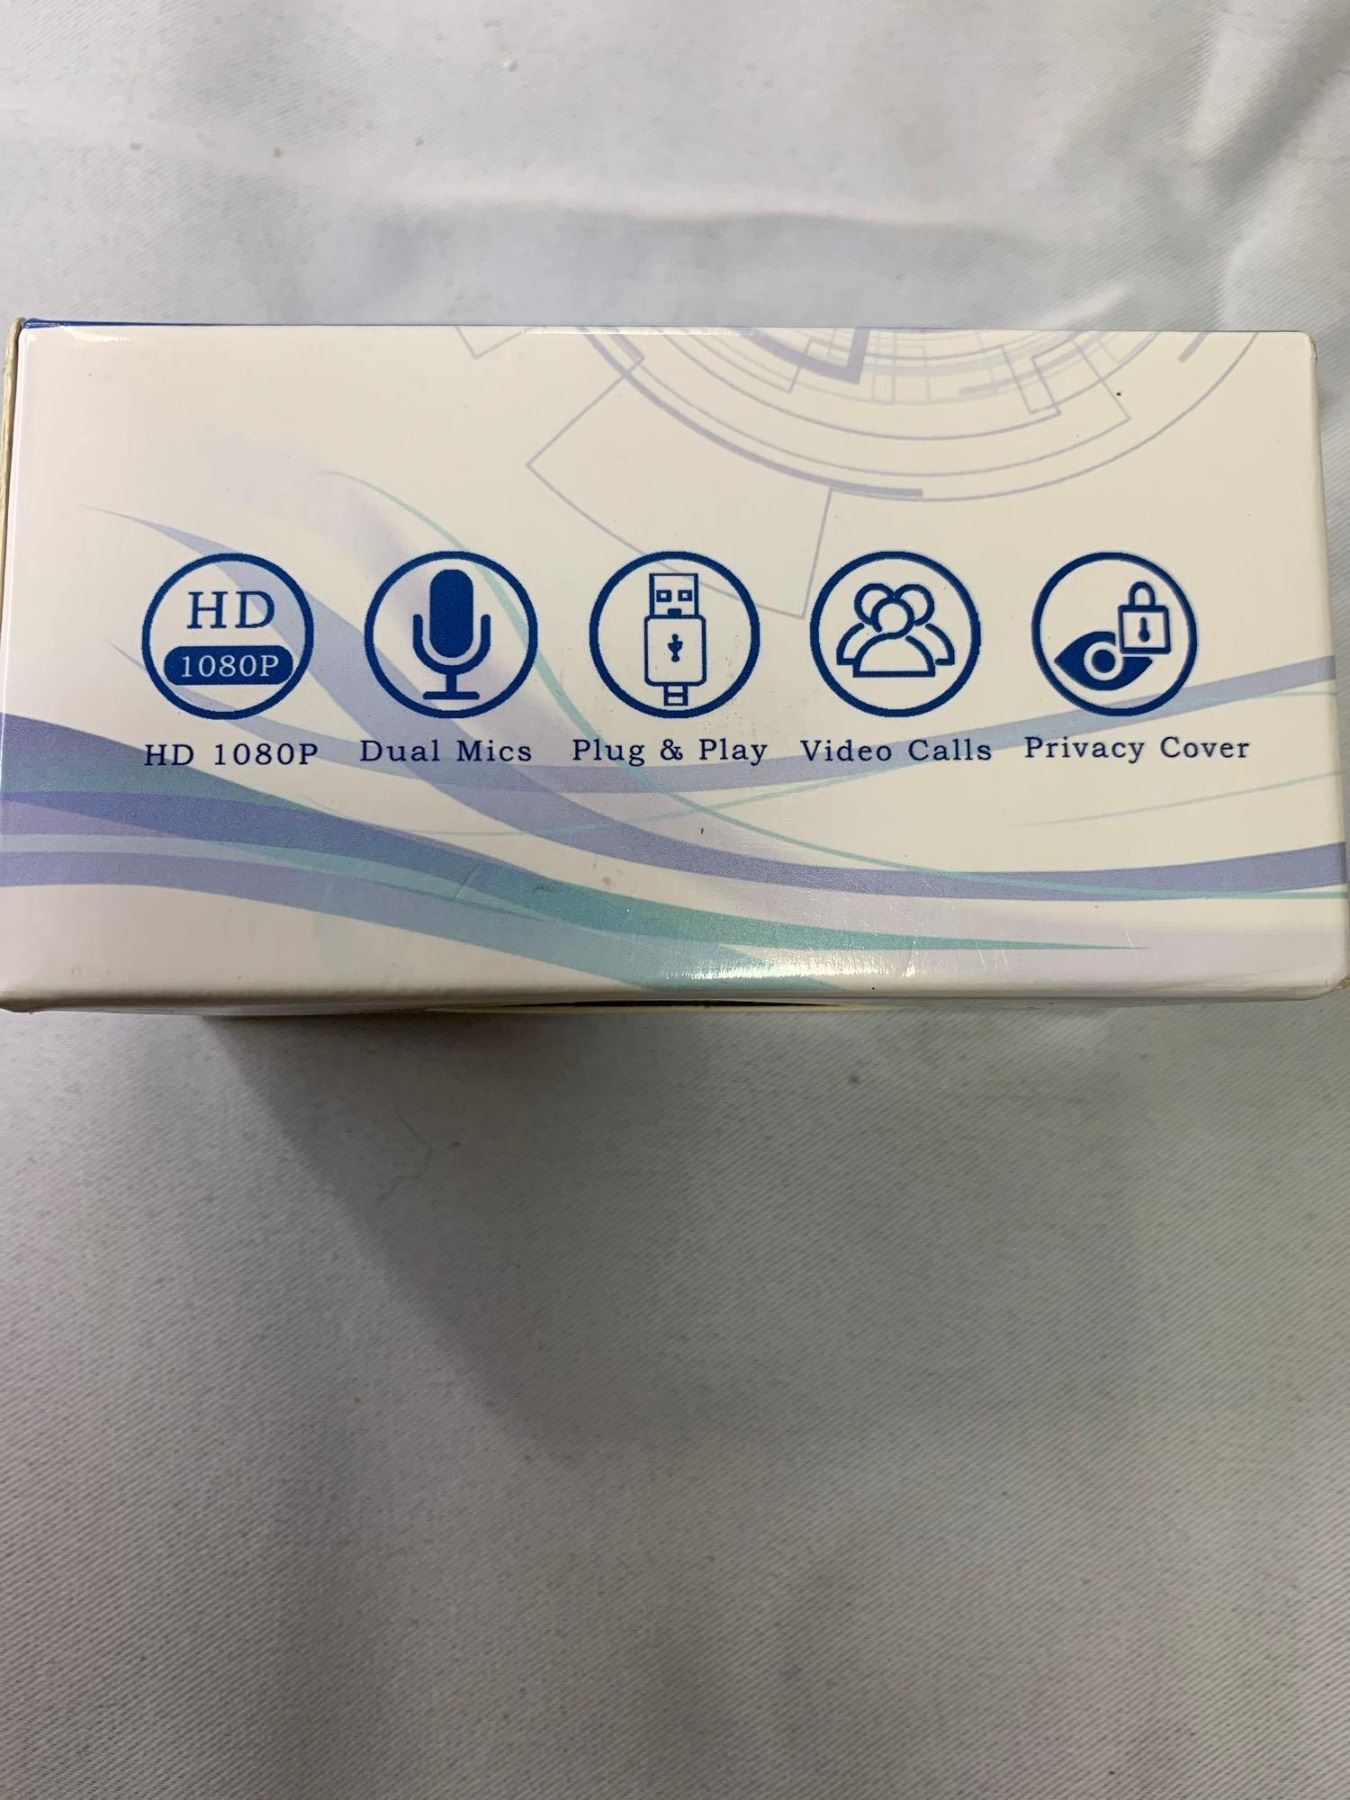 HD
1080P
HD 1080P Dual Mics Plug & Play Video Calls Privacy Cover